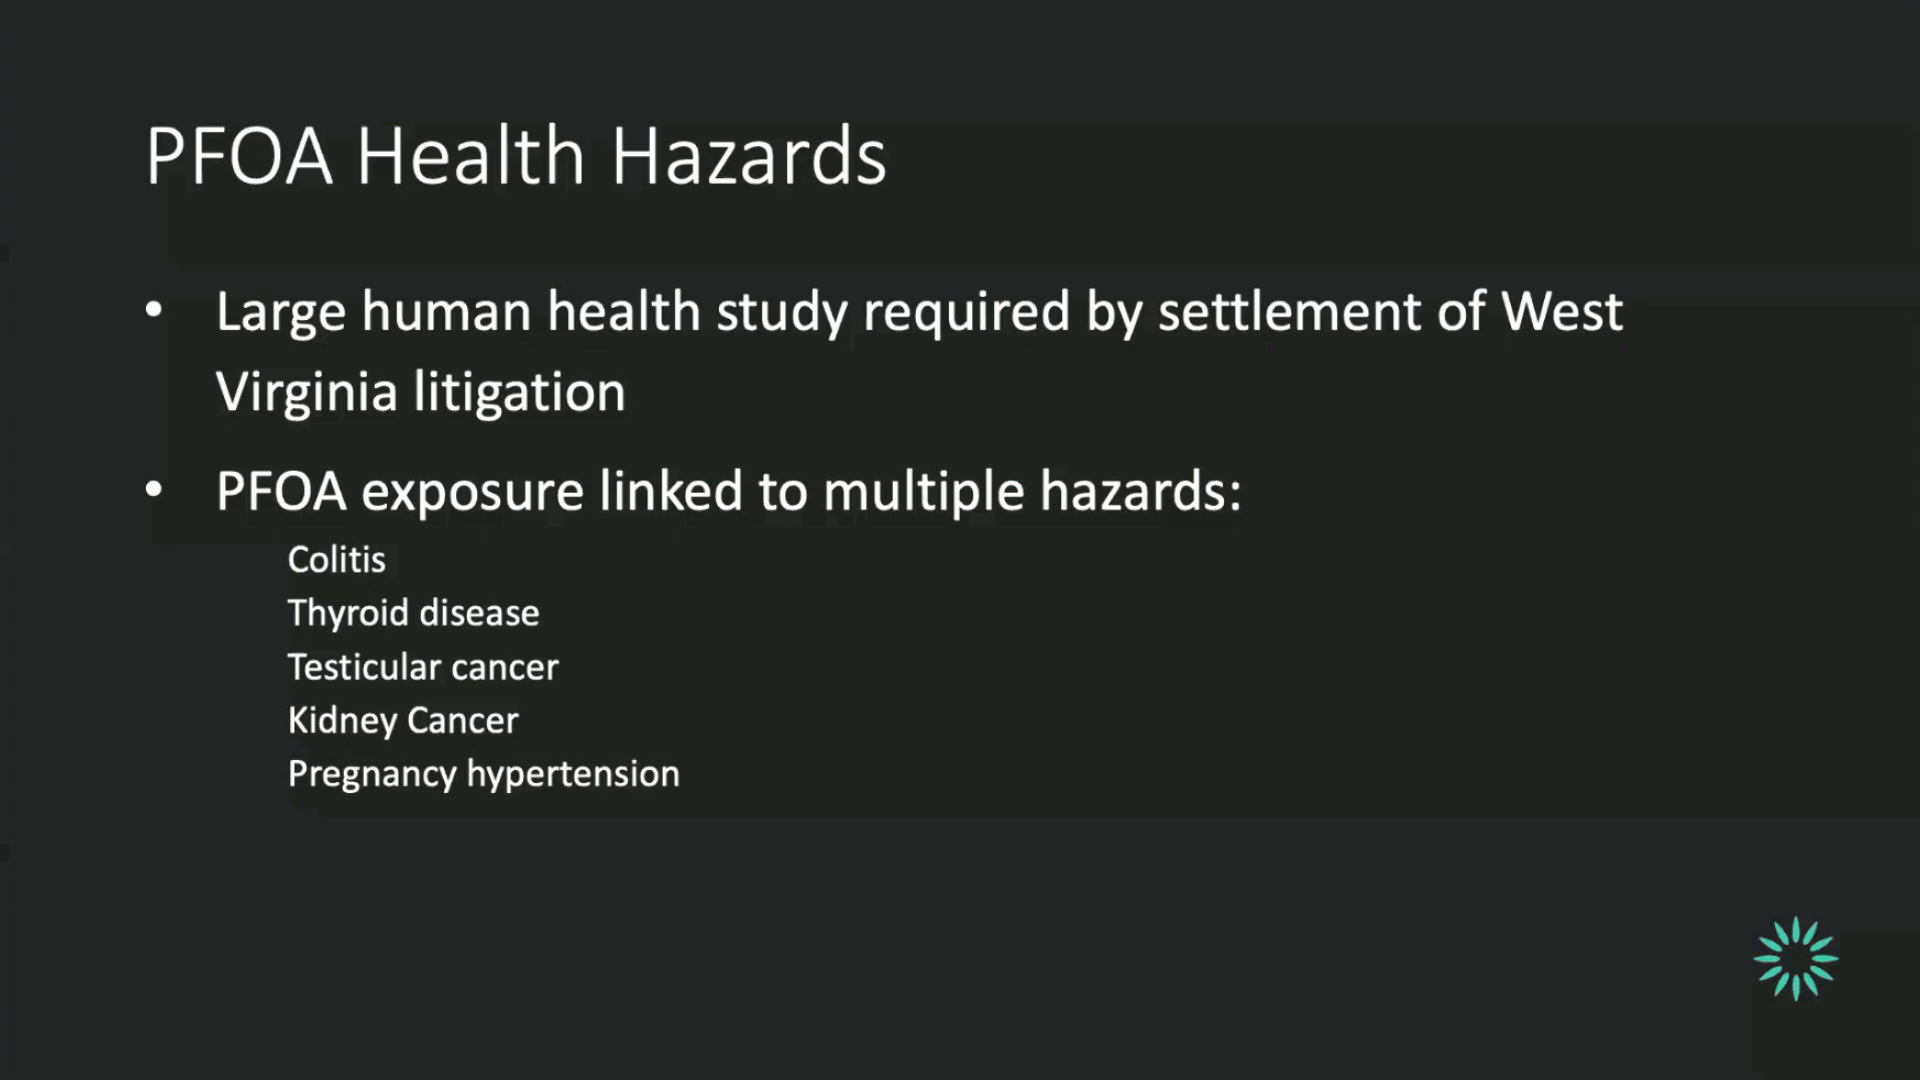 PFOA Health Hazards
• Large human health study required by settlement of West
Virginia litigation
• PFOA exposure linked to multiple hazards:
Colitis
Thyroid disease
Testicular cancer
Kidney Cancer
Pregnancy hypertension